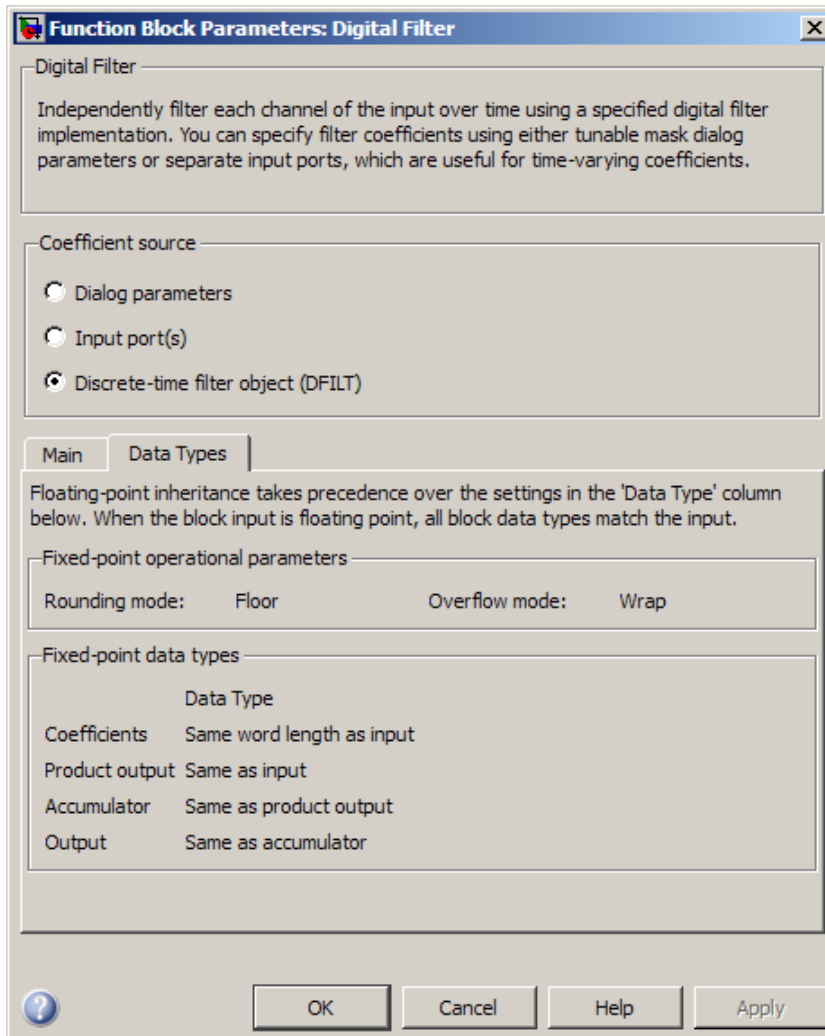 Function Block Parameters: Digital Filter
Digital Filter
Independently filter each channel of the input over time using a specified digital filter
implementation. You can specify filter coefficients using either tunable mask dialog
parameters or separate input ports, which are useful for time-varying coefficients.
Coefficient source
Dialog parameters
Input port(s)
Discrete-time filter object (DFILT)
Main Data Types
Floating-point inheritance takes precedence over the settings in the 'Data Type' column
below. When the block input is floating point, all block data types match the input.
Fixed-point operational parameters
Rounding mode: Floor Overflow mode: Wrap
Fixed-point data types
Data Type
Coefficients Same word length as input
Product output Same as input
Accumulator Same as product output
Output Same as accumulator
? OK Cancel Help Apply